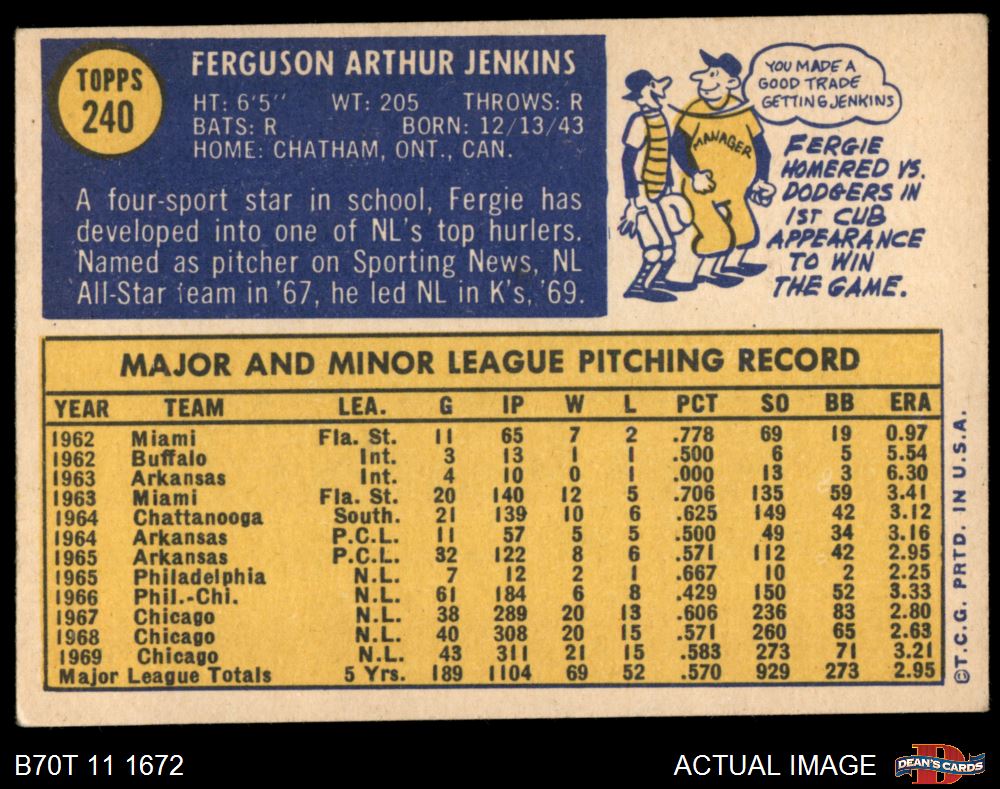 TOPPS
240
FERGUSON ARTHUR JENKINS
HT: 6'5" WT: 205 THROWS: R
BATS: R BORN: 12/13/43
HOME: CHATHAM, ONT., CAN.
A four-sport star in school, Fergie has
developed into one of NL's top hurlers.
Named as pitcher on Sporting News, NL
All-Star team in '67, he led NL in K's, '69.
YOU MADE A
GOOD TRADE
GETTING JENKINS
MANAGER
FERGIE
HOMERED VS.
DODGERS IN
1ST CUB
APPEARANCE
TO WIN
THE GAME.
MAJOR AND MINOR LEAGUE PITCHING RECORD
YEAR TEAM LEA. G IP W L PCT SO BB ERA
1962 Miami Fla. St. 11 65 7 2 .778 69 19 0.97
1962 Buffalo Int. 3 13 1 1 .500 6 5 5.54
1963 Arkansas Int. 4 10 0 1 .000 13 3 6.30
1963 Miami Fla. St. 20 140 12 5 .706 135 59 3.41
1964 Chattanooga South. 21 139 10 6 .625 149 42 3.12
1964 Arkansas P.C.L. 11 57 5 5 .500 49 34 3.16
1965 Arkansas P.C.L. 32 122 8 6 .571 112 42 2.95
1965 Philadelphia N.L. 7 12 2 1 .667 10 2 2.25
1966 Phil.-Chi. N.L. 61 184 6 8 .429 150 52 3.33
1967 Chicago N.L. 38 289 20 13 .606 236 83 2.80
1968 Chicago N.L. 40 308 20 15 .571 260 65 2.63
1969 Chicago N.L. 43 311 21 15 .583 273 71 3.21
Major League Totals 5 Yrs. 189 1104 69 52 .570 929 273 2.95
©T.C.G. PRTD. IN U.S.A.
B70T 11 1672
ACTUAL IMAGE
D
DEAN'S CARDS